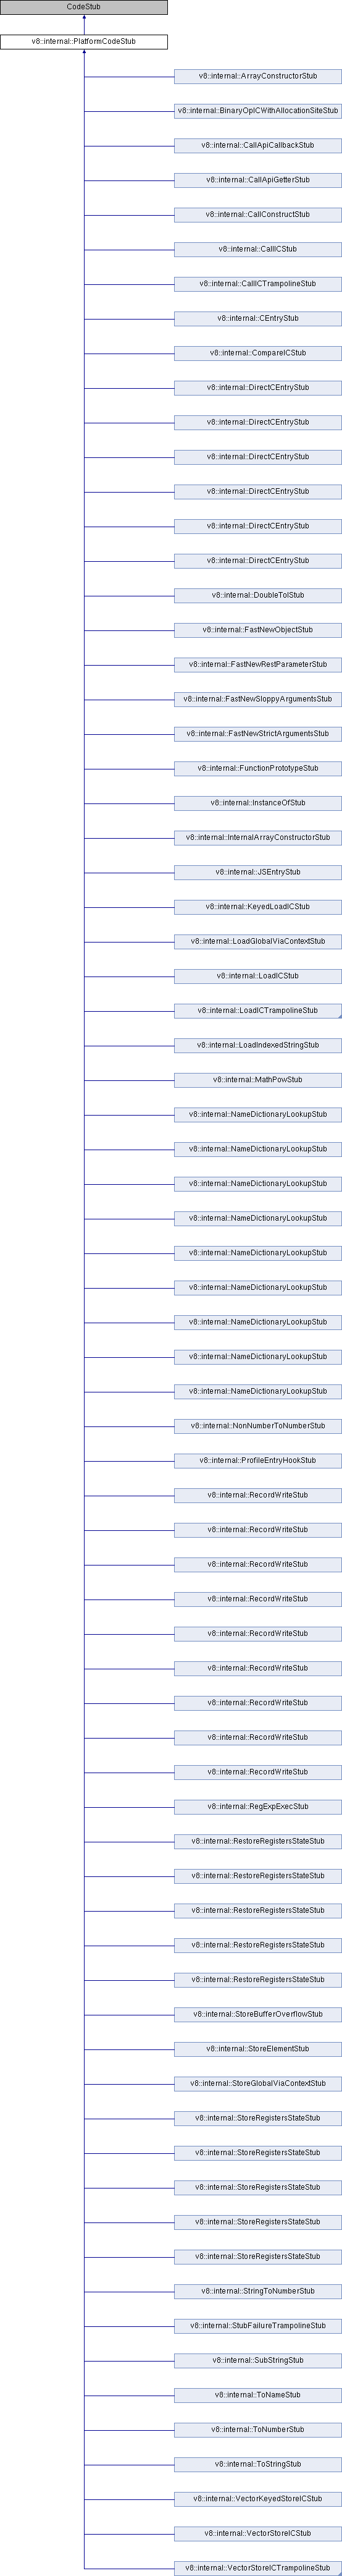 CodeStub
v8::internal::PlatformCodeStub
v8::internal::ArrayConstructorStub
v8::internal::BinaryOpICWithAllocationSiteStub
v8::internal::CallApiCallbackStub
v8::internal::CallApiGetterStub
v8::internal::CallConstructStub
v8::internal::CallICStub
v8::internal::CallICTrampolineStub
v8::internal::CEntryStub
v8::internal::CompareICStub
v8::internal::DirectCEntryStub
v8::internal::DirectCEntryStub
v8::internal::DirectCEntryStub
v8::internal::DirectCEntryStub
v8::internal::DirectCEntryStub
v8::internal::DirectCEntryStub
v8::internal::DoubleToIStub
v8::internal::FastNewObjectStub
v8::internal::FastNewRestParameterStub
v8::internal::FastNewSloppyArgumentsStub
v8::internal::FastNewStrictArgumentsStub
v8::internal::FunctionPrototypeStub
v8::internal::InstanceOfStub
v8::internal::InternalArrayConstructorStub
v8::internal::JSEntryStub
v8::internal::KeyedLoadICStub
v8::internal::LoadGlobalViaContextStub
v8::internal::LoadICStub
v8::internal::LoadICTrampolineStub
v8::internal::LoadIndexedStringStub
v8::internal::MathPowStub
v8::internal::NameDictionaryLookupStub
v8::internal::NameDictionaryLookupStub
v8::internal::NameDictionaryLookupStub
v8::internal::NameDictionaryLookupStub
v8::internal::NameDictionaryLookupStub
v8::internal::NameDictionaryLookupStub
v8::internal::NameDictionaryLookupStub
v8::internal::NameDictionaryLookupStub
v8::internal::NameDictionaryLookupStub
v8::internal::NonNumberToNumberStub
v8::internal::ProfileEntryHookStub
v8::internal::RecordWriteStub
v8::internal::RecordWriteStub
v8::internal::RecordWriteStub
v8::internal::RecordWriteStub
v8::internal::RecordWriteStub
v8::internal::RecordWriteStub
v8::internal::RecordWriteStub
v8::internal::RecordWriteStub
v8::internal::RecordWriteStub
v8::internal::RegExpExecStub
v8::internal::RestoreRegistersStateStub
v8::internal::RestoreRegistersStateStub
v8::internal::RestoreRegistersStateStub
v8::internal::RestoreRegistersStateStub
v8::internal::RestoreRegistersStateStub
v8::internal::StoreBufferOverflowStub
v8::internal::StoreElementStub
v8::internal::StoreGlobalViaContextStub
v8::internal::StoreRegistersStateStub
v8::internal::StoreRegistersStateStub
v8::internal::StoreRegistersStateStub
v8::internal::StoreRegistersStateStub
v8::internal::StoreRegistersStateStub
v8::internal::StringToNumberStub
v8::internal::StubFailureTrampolineStub
v8::internal::SubStringStub
v8::internal::ToNameStub
v8::internal::ToNumberStub
v8::internal::ToStringStub
v8::internal::VectorKeyedStoreICStub
v8::internal::VectorStoreICStub
v8::internal::VectorStoreICTrampolineStub